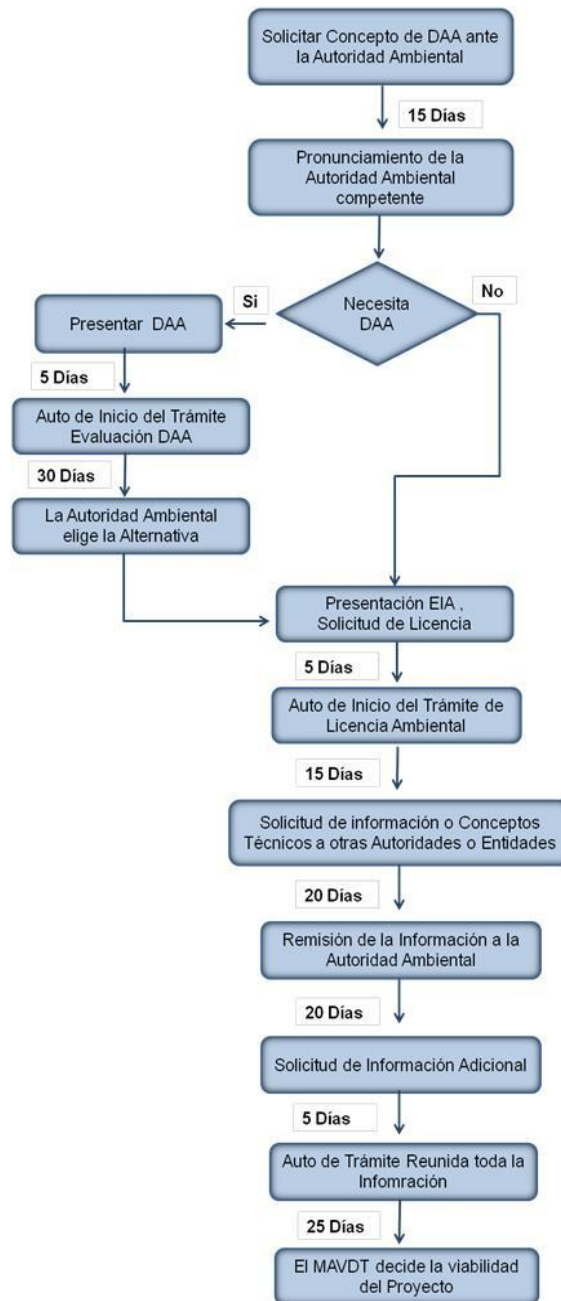 Solicitar Concepto de DAA ante
la Autoridad Ambiental
15 Días
Pronunciamiento de la
Autoridad Ambiental
competente
Necesita
DAA
Si
No
Presentar DAA
5 Días
Auto de Inicio del Trámite
Evaluación DAA
30 Días
La Autoridad Ambiental
elige la Alternativa
Presentación EIA ,
Solicitud de Licencia
5 Días
Auto de Inicio del Trámite de
Licencia Ambiental
15 Días
Solicitud de información o Conceptos
Técnicos a otras Autoridades o Entidades
20 Días
Remisión de la Información a la
Autoridad Ambiental
20 Días
Solicitud de Información Adicional
5 Días
Auto de Trámite Reunida toda la
Infomración
25 Días
El MAVDT decide la viabilidad
del Proyecto